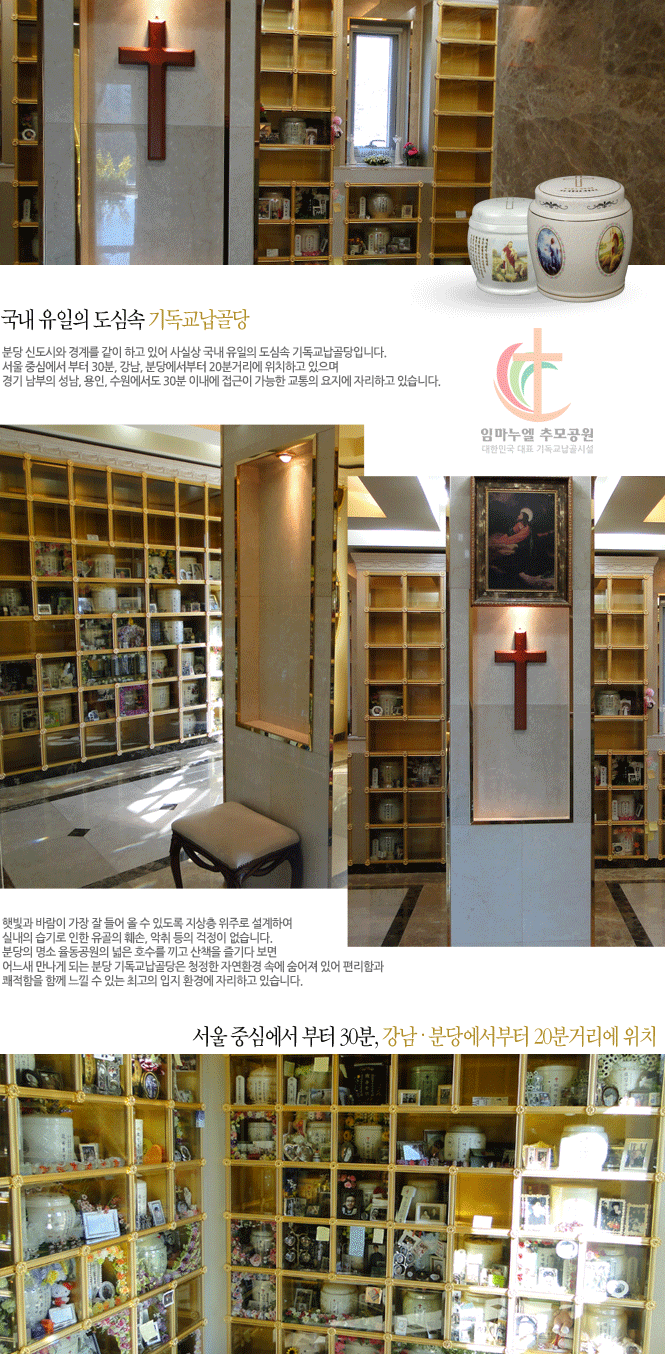 국내 유일의 도심속 기독교납골당
분당 신도시와 경계를 같이 하고 있어 사실상 국내 유일의 도심속 기독교납골당입니다.
서울 중심에서 부터 30분, 강남, 분당에서부터 20분거리에 위치하고 있으며
경기 남부의 성남, 용인, 수원에서도 30분 이내에 접근이 가능한 교통의 요지에 자리하고 있습니다.
임마누엘 추모공원
대한민국 대표 기독교납골시설
햇빛과 바람이 가장 잘 들어 올 수 있도록 지상층 위주로 설계하여
실내의 습기로 인한 유골의 훼손, 악취 등의 걱정이 없습니다.
분당의 명소 율동공원의 넓은 호수를 끼고 산책을 즐기다 보면
어느새 만나게 되는 분당 기독교납골당은 청정한 자연환경 속에 숨어져 있어 편리함과
쾌적함을 함께 느낄 수 있는 최고의 입지 환경에 자리하고 있습니다.
서울 중심에서 부터 30분, 강남 · 분당에서부터 20분거리에 위치